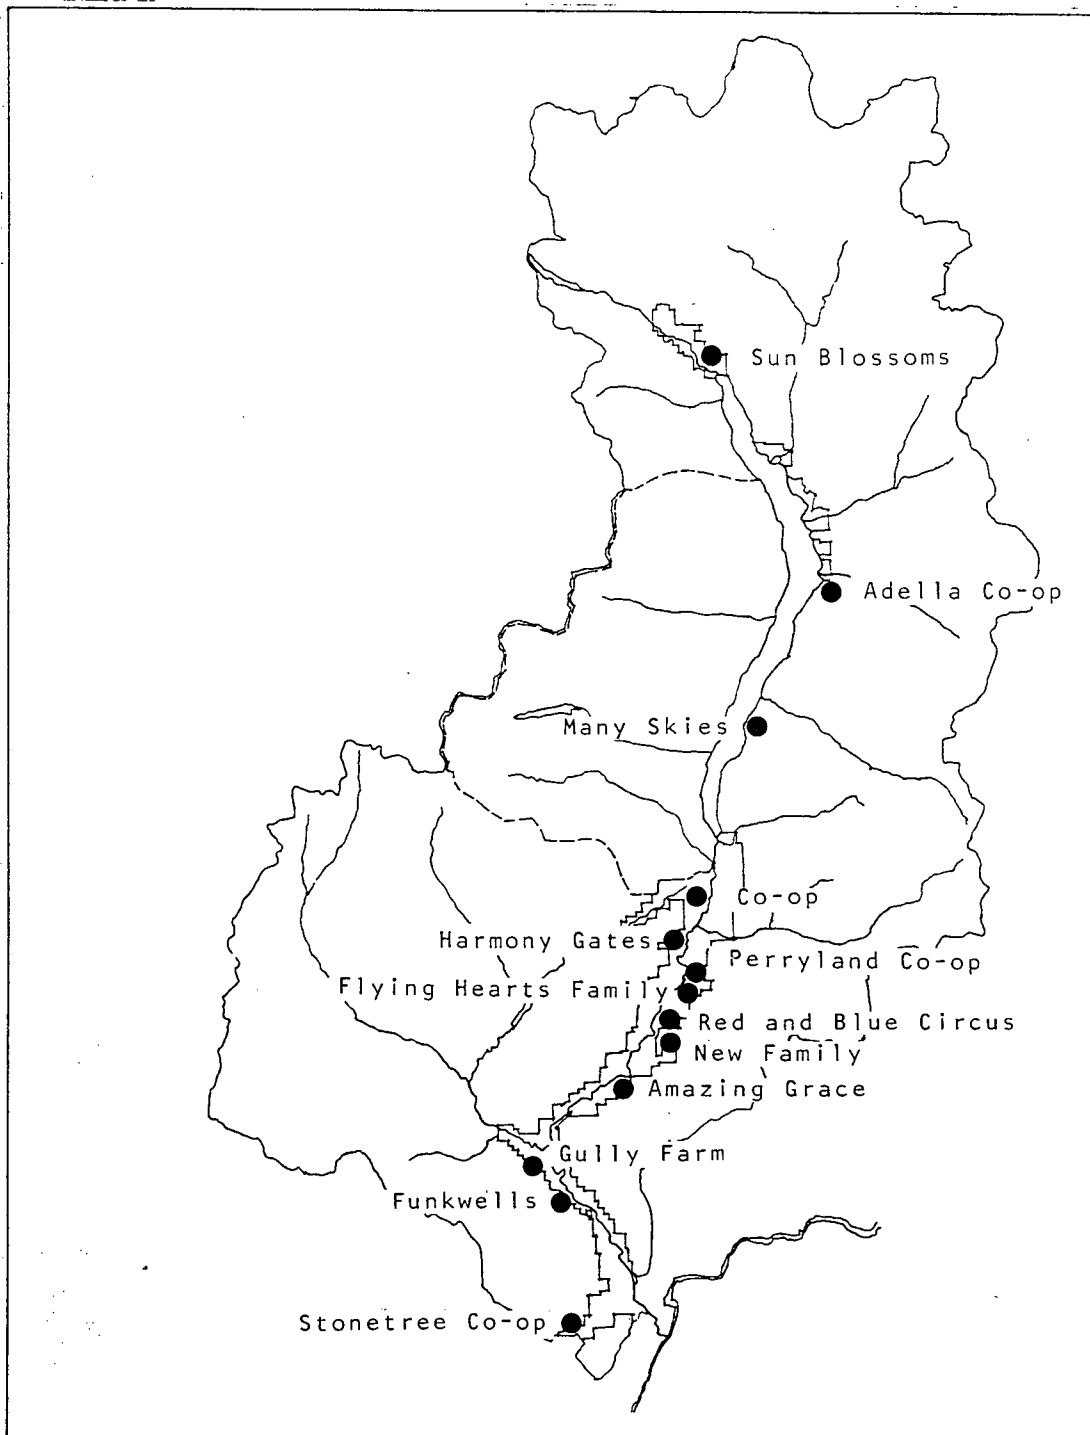 Sun Blossoms
Adella Co-op
Many Skies
Co-op
Harmony Gates
Perryland Co-op
Flying Hearts Family
Red and Blue Circus
New Family
Amazing Grace
Gully Farm
Funkwells
Stonetree Co-op